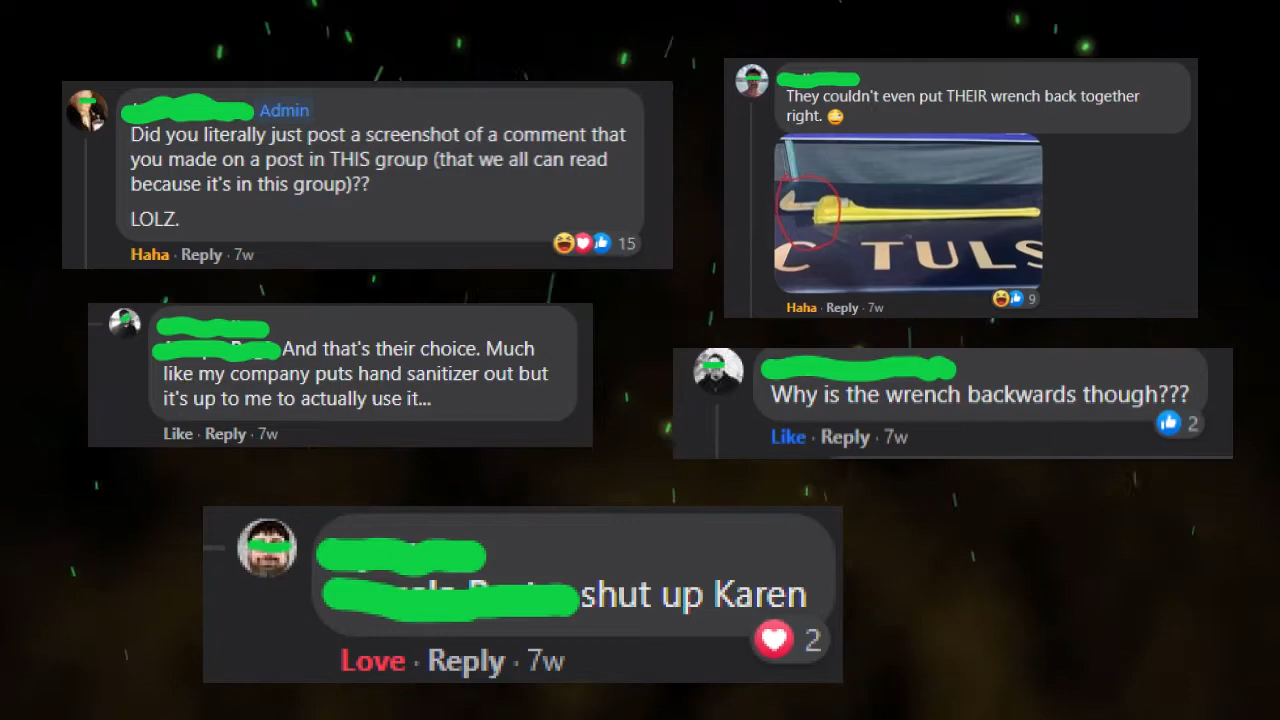 Admin
Did you literally just post a screenshot of a comment that
you made on a post in THIS group (that we all can read
because it's in this group)??
LOLZ.
15
Haha · Reply · 7w
They couldn't even put THEIR wrench back together
right.
C TULS
9
Haha · Reply · 7w
And that's their choice. Much
like my company puts hand sanitizer out but
it's up to me to actually use it...
Like · Reply · 7w
Why is the wrench backwards though???
2
Like · Reply · 7w
shut up Karen
2
Love · Reply · 7w